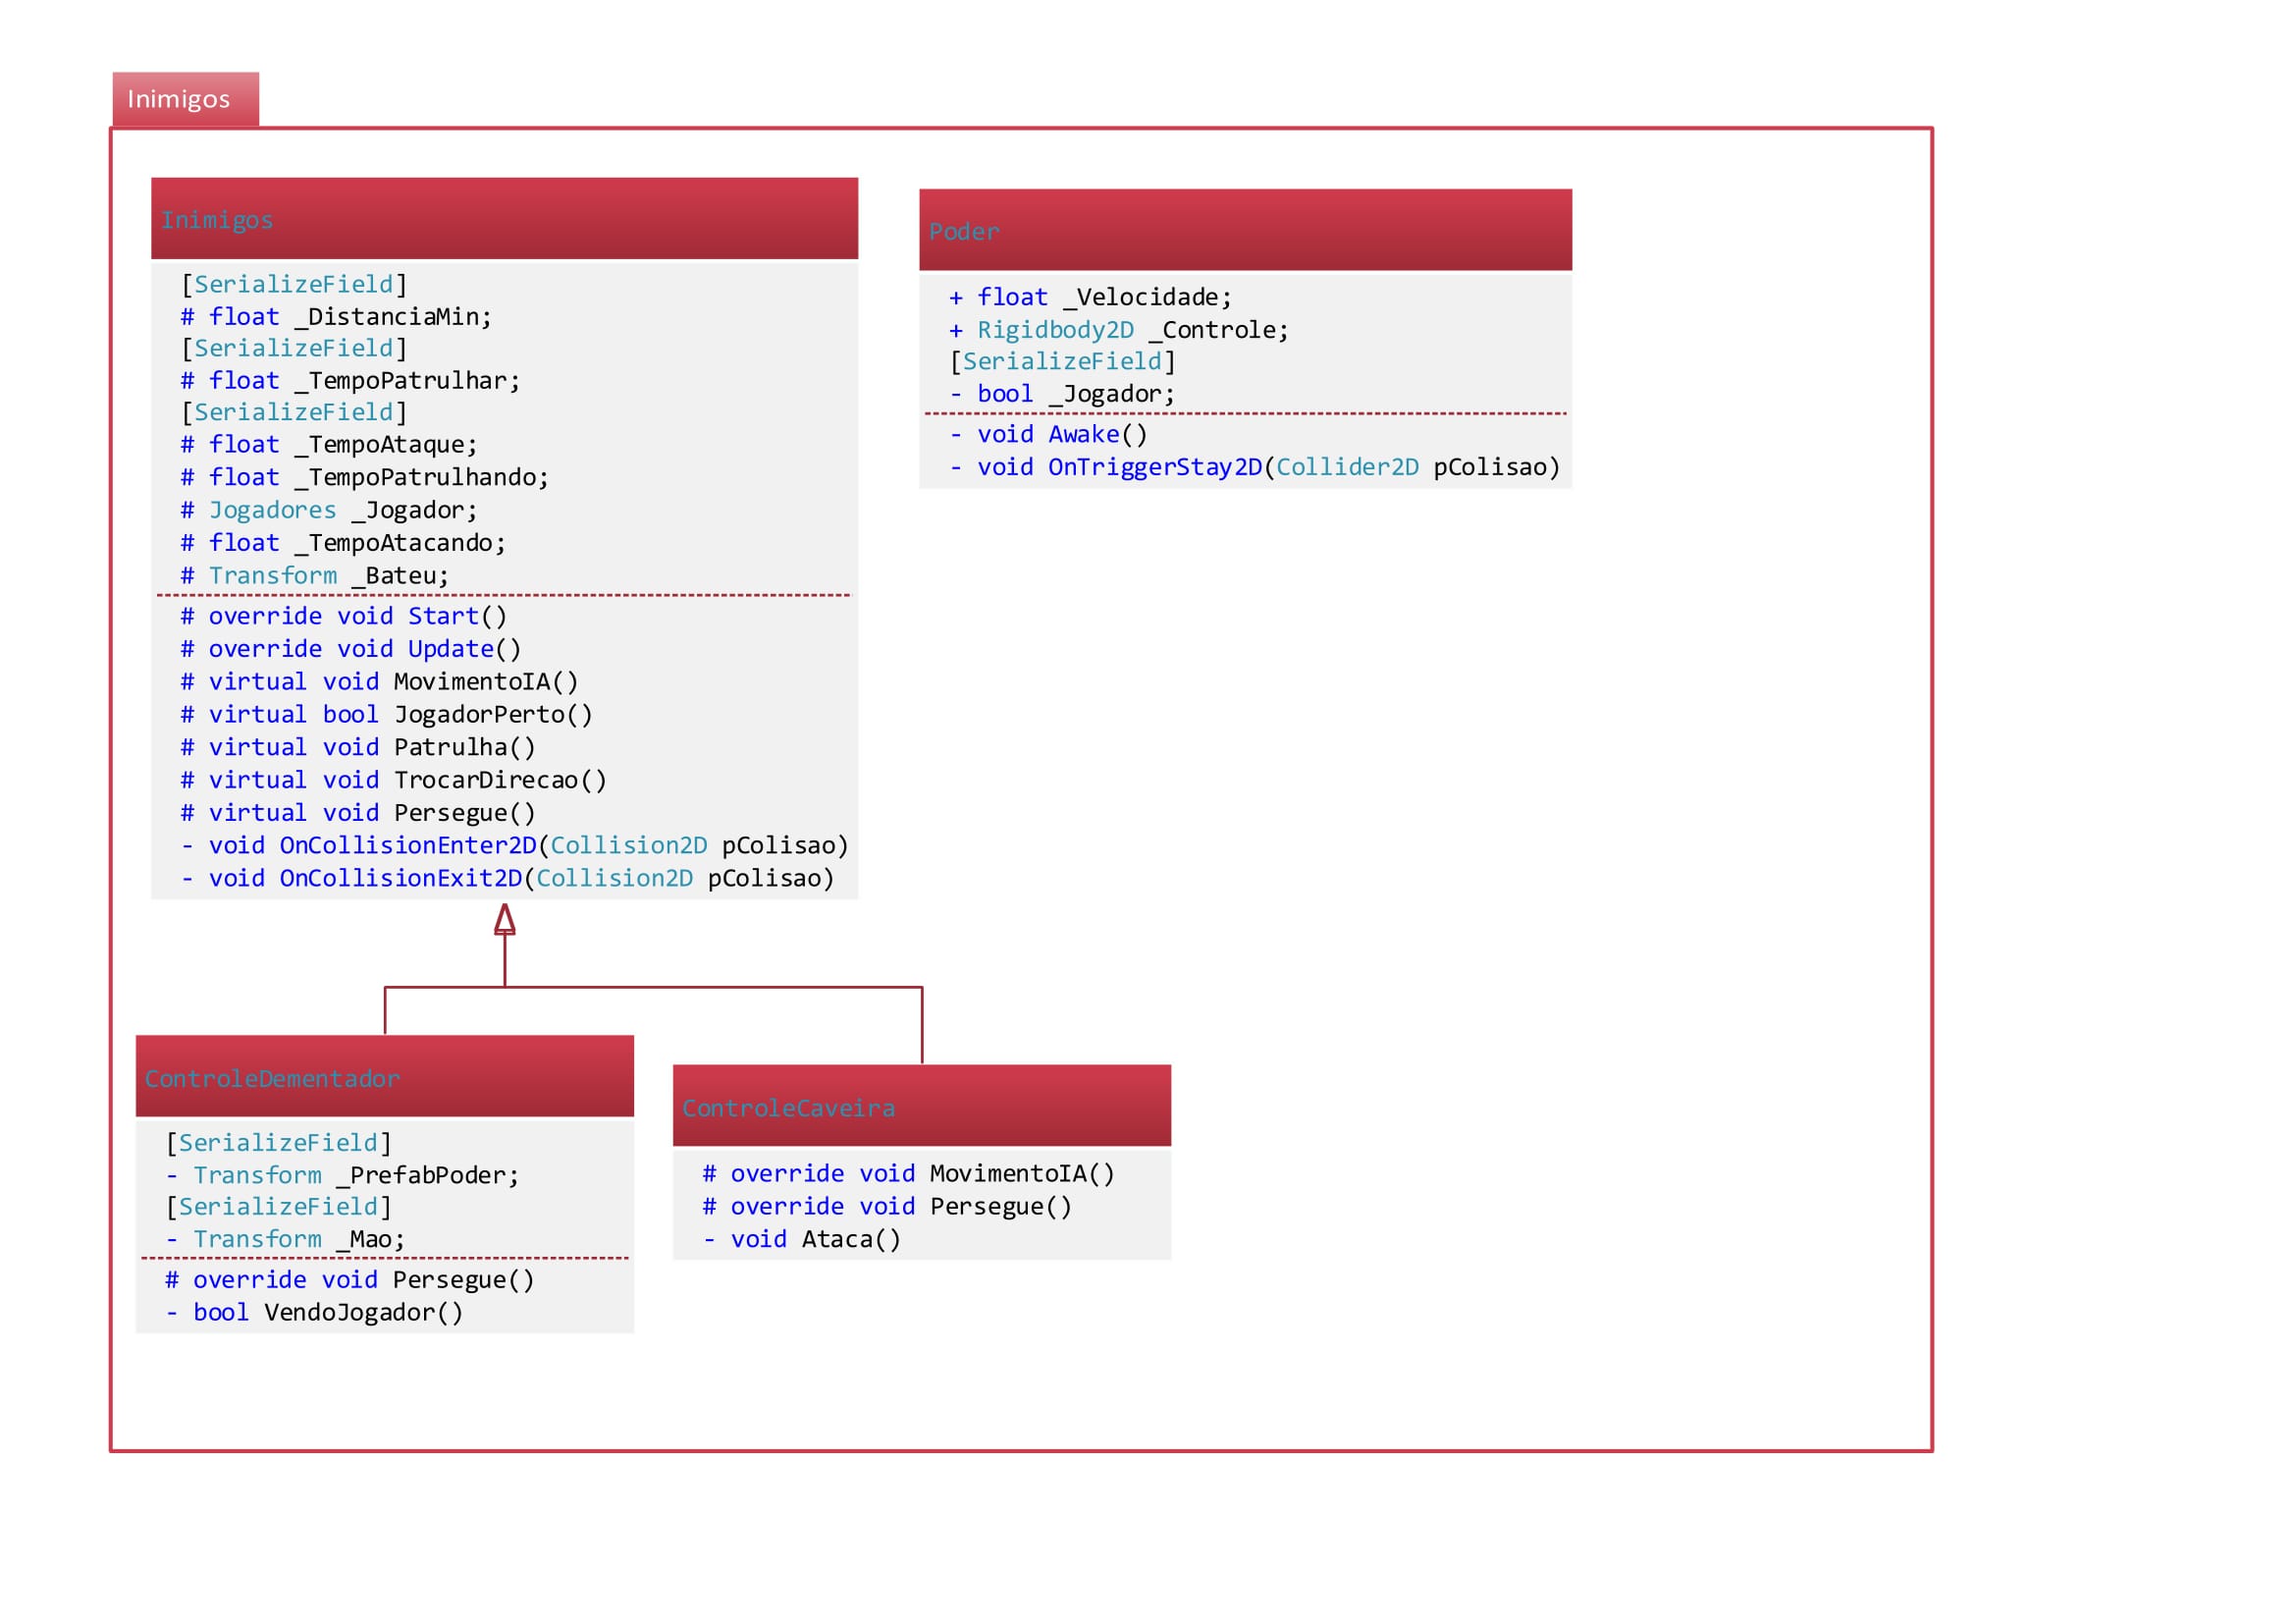 Inimigos
Inimigos
[SerializeField]
# float _DistanciaMin;
[SerializeField]
# float _TempoPatrulhar;
[SerializeField]
# float _TempoAtaque;
# float _TempoPatrulhando;
# Jogadores _Jogador;
# float _TempoAtacando;
# Transform _Bateu;
# override void Start()
# override void Update()
# virtual void MovimentoIA()
# virtual bool JogadorPerto()
# virtual void Patrulha()
# virtual void TrocarDirecao()
# virtual void Persegue()
- void OnCollisionEnter2D(Collision2D pColisao)
- void OnCollisionExit2D(Collision2D pColisao)
Poder
+ float _Velocidade;
+ Rigidbody2D _Controle;
[SerializeField]
- bool _Jogador;
- void Awake()
- void OnTriggerStay2D(Collider2D pColisao)
ControleDementador
[SerializeField]
- Transform _PrefabPoder;
[SerializeField]
- Transform _Mao;
# override void Persegue()
- bool VendoJogador()
ControleCaveira
# override void MovimentoIA()
# override void Persegue()
- void Ataca()